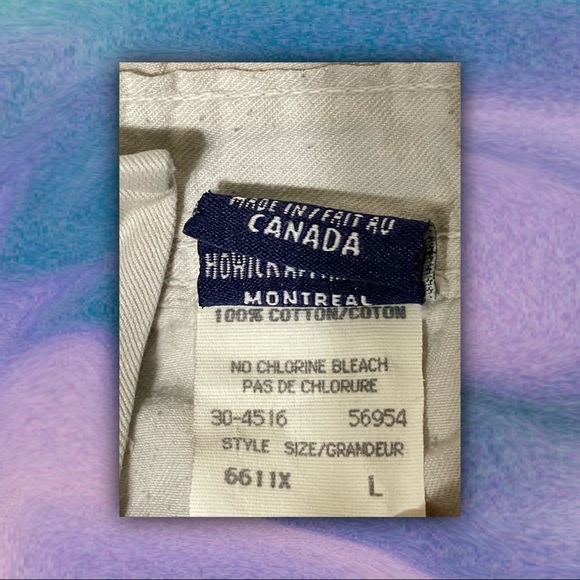 MADE IN/FAIT AU
CANADA
HOWICK
MONTREAL
100% COTTON/COTON
NO CHLORINE BLEACH
PAS DE CHLORURE
30-4516 56954
STYLE SIZE/GRANDEUR
6611X L